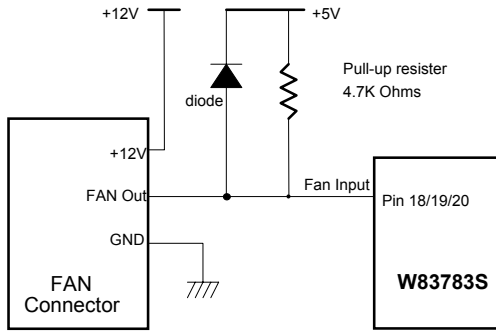 +12V
+5V
Pull-up resister
4.7K Ohms
diode
+12V
FAN Out
Fan Input
Pin 18/19/20
GND
W83783S
FAN
Connector